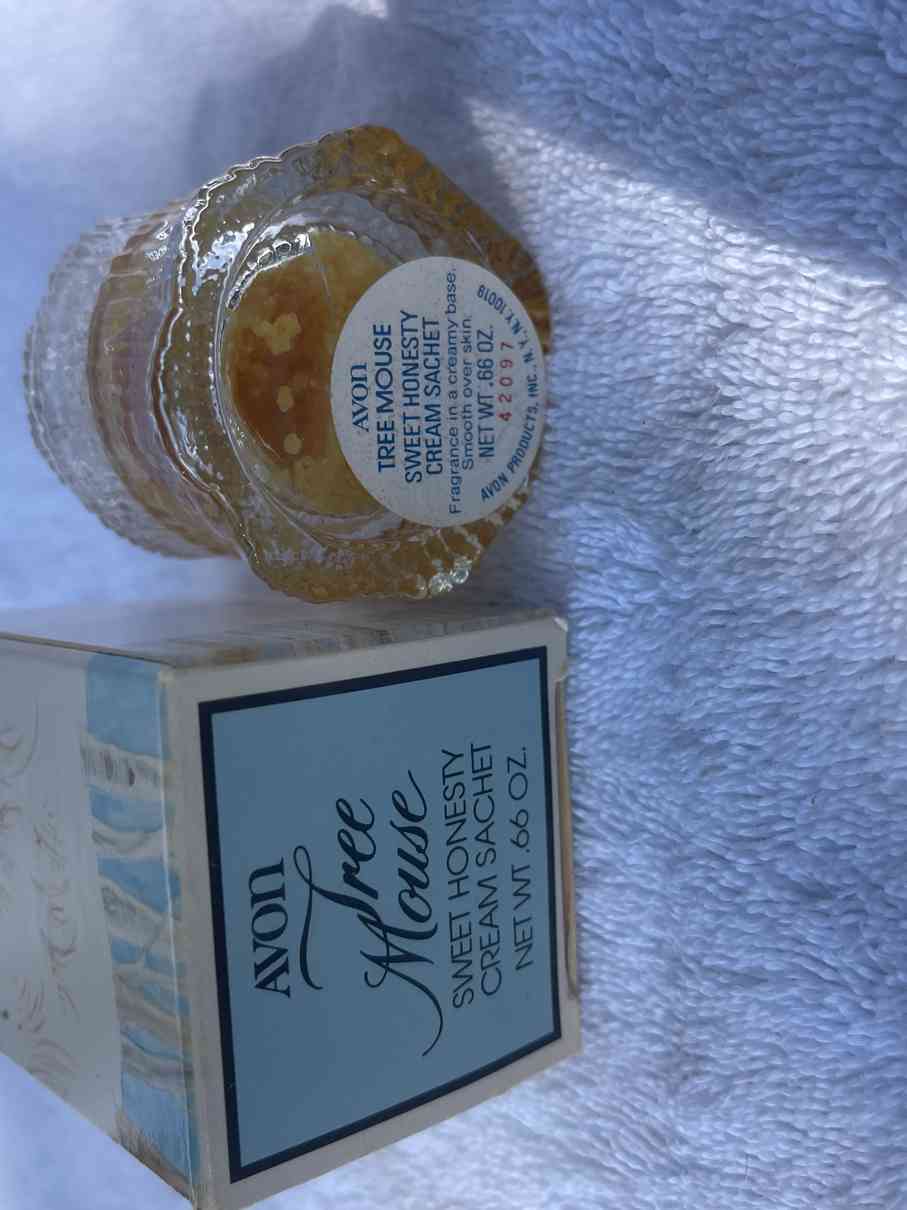 AVON
TREE MOUSE
SWEET HONESTY
CREAM SACHET
Fragrance in a creamy base.
Smooth over skin.
NET WT .66 OZ.
42097
AVON PRODUCTS, INC., N.Y., N.Y. 10019
AVON
Tree
Mouse
SWEET HONESTY
CREAM SACHET
NET WT .66 OZ.